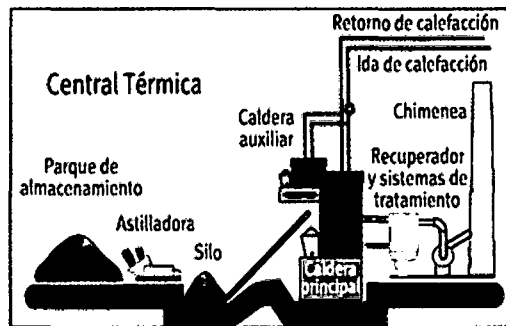 Retorno de calefacción
Ida de calefacción
Central Térmica
Chimenea
Caldera
auxiliar
Recuperador
y sistemas de
tratamiento
Parque de
almacenamiento
Astilladora
Silo
Caldera
principal